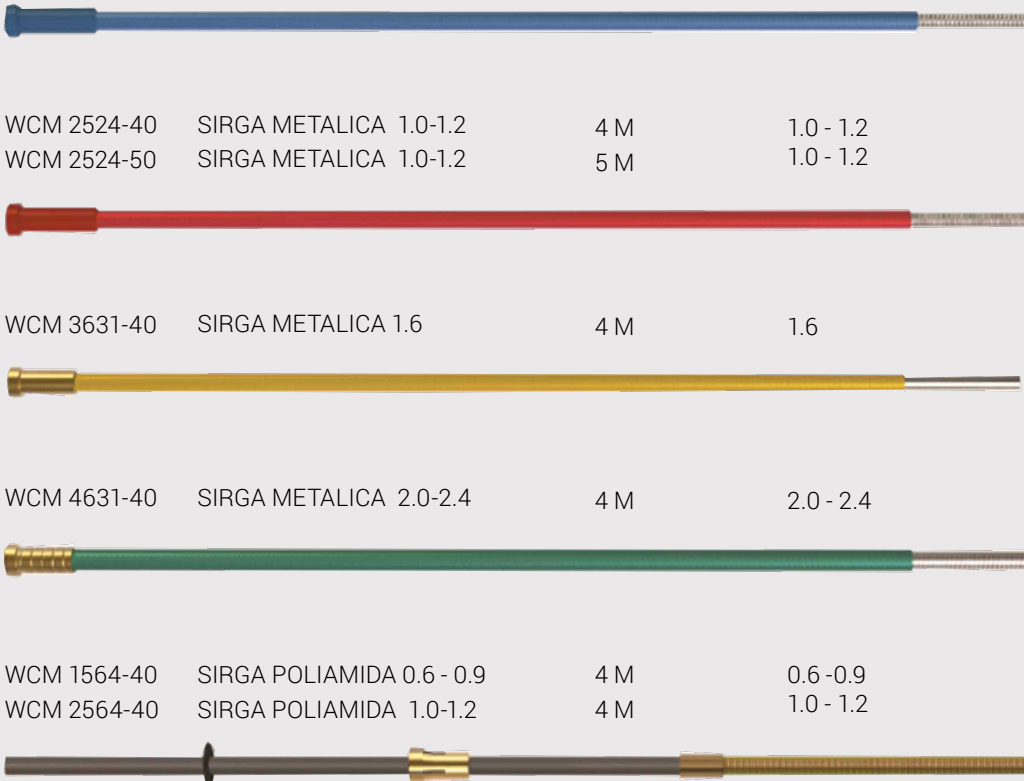 WCM 2524-40 SIRGA METALICA 1.0-1.2 4 M 1.0 - 1.2
WCM 2524-50 SIRGA METALICA 1.0-1.2 5 M 1.0 - 1.2
WCM 3631-40 SIRGA METALICA 1.6 4 M 1.6
WCM 4631-40 SIRGA METALICA 2.0-2.4 4 M 2.0 - 2.4
WCM 1564-40 SIRGA POLIAMIDA 0.6 - 0.9 4 M 0.6 -0.9
WCM 2564-40 SIRGA POLIAMIDA 1.0-1.2 4 M 1.0 - 1.2